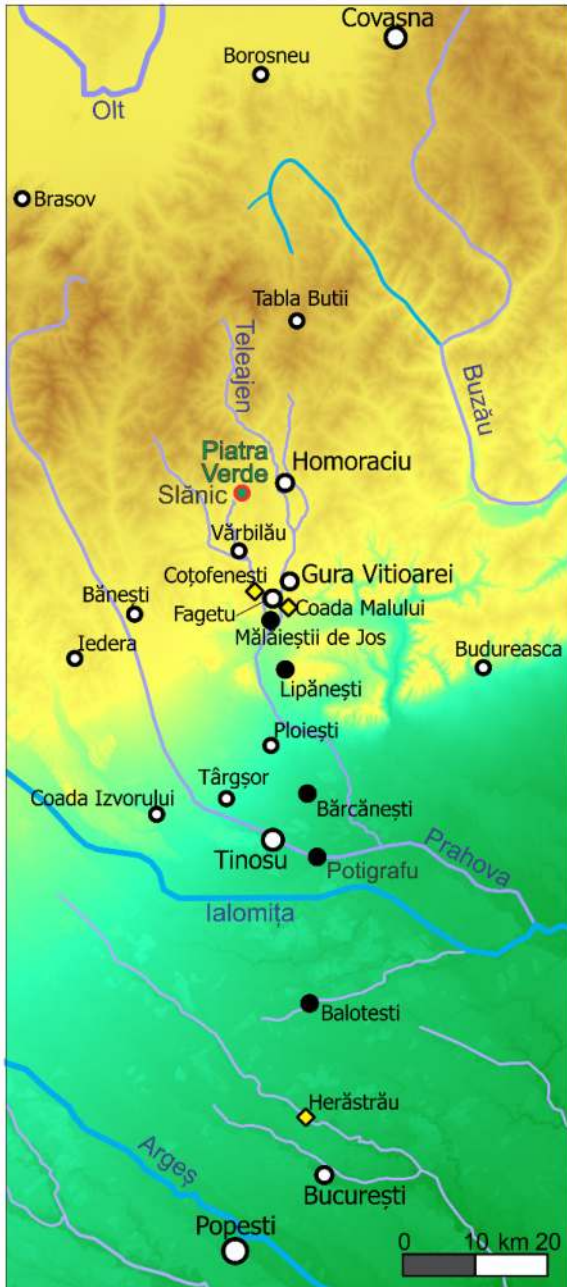 Covasna
Borosneu
Olt
Brasov
Tabla Butii
Teleajen
Buzău
Piatra
Verde
Homoraciu
Slănic
Vărbilău
Coțofenești
Gura Vitioarei
Bănești
Fagetu
Coada Malului
Mălăieștii de Jos
Iedera
Budureasca
Lipănești
Ploiești
Târgșor
Coada Izvorului
Bărcănești
Tinosu
Prahova
Potigrafu
Ialomița
Balotesti
Herăstrău
Argeș
București
Popesti
0 10 km 20